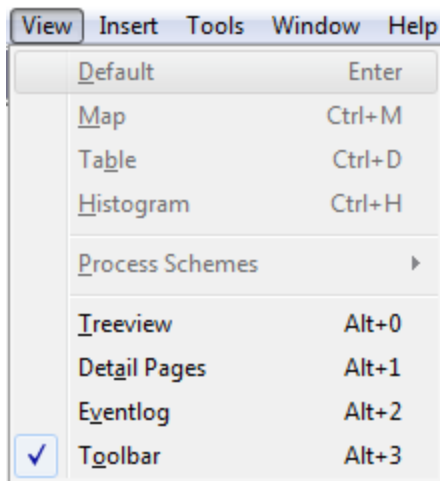 View Insert Tools Window Help
Default Enter
Map Ctrl+M
Table Ctrl+D
Histogram Ctrl+H
Process Schemes
Treeview Alt+0
Detail Pages Alt+1
Eventlog Alt+2
Toolbar Alt+3